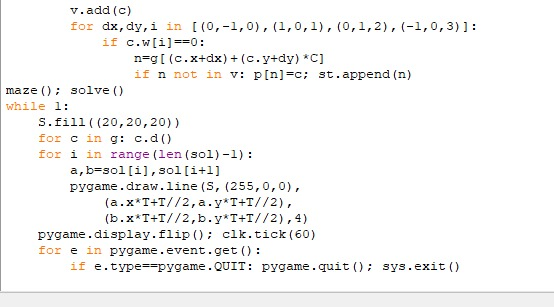 v.add(c)
for dx,dy,i in [(0,-1,0),(1,0,1),(0,1,2),(-1,0,3)]:
if c.w[i]==0:
n=g[(c.x+dx)+(c.y+dy)*C]
if n not in v: p[n]=c; st.append(n)
maze(); solve()
while 1:
S.fill((20,20,20))
for c in g: c.d()
for i in range(len(sol)-1):
a,b=sol[i],sol[i+1]
pygame.draw.line(S,(255,0,0),
(a.x*T+T//2,a.y*T+T//2),
(b.x*T+T//2,b.y*T+T//2),4)
pygame.display.flip(); clk.tick(60)
for e in pygame.event.get():
if e.type==pygame.QUIT: pygame.quit(); sys.exit()